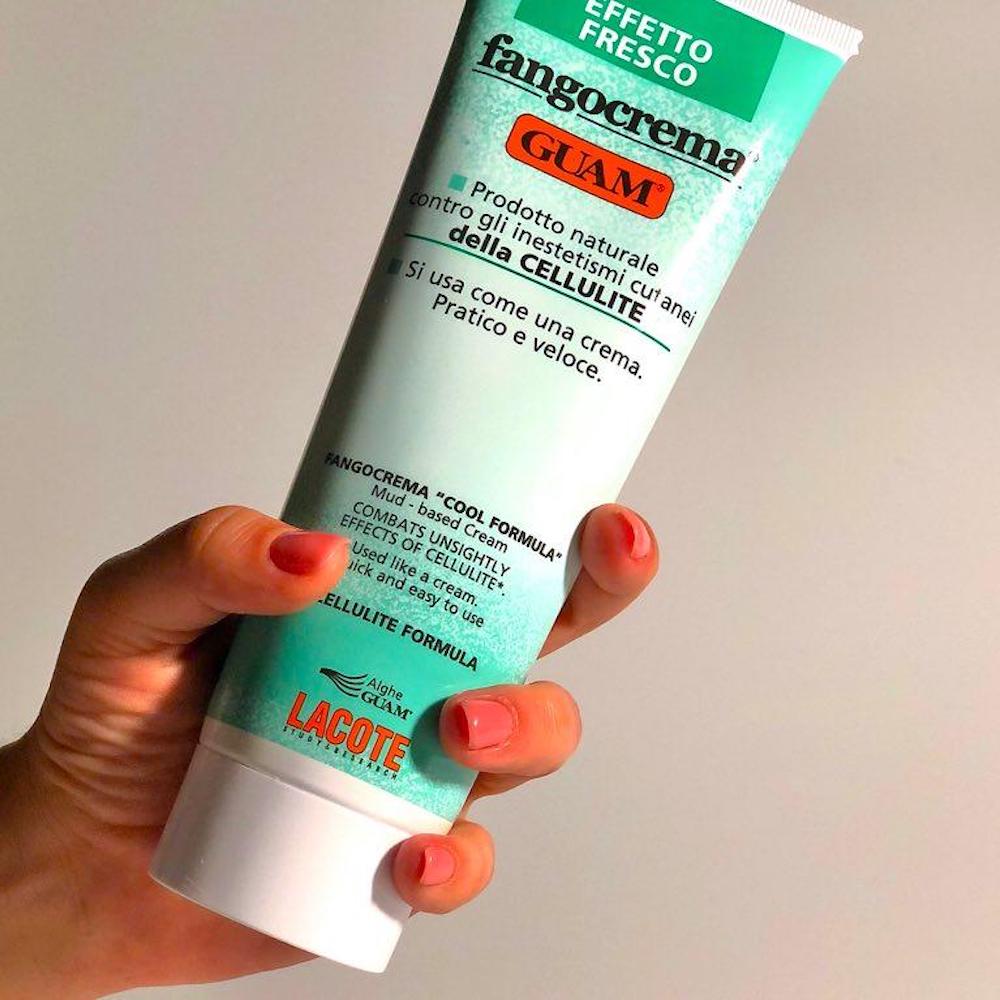 EFFETTO
FRESCO
fangocrema®
GUAM®
Prodotto naturale
contro gli inestetismi cutanei
della CELLULITE
Si usa come una crema.
Pratico e veloce.
FANGOCREMA "COOL FORMULA"
Mud - based Cream
COMBATS UNSIGHTLY
EFFECTS OF CELLULITE*.
Used like a cream.
and easy to use
CELLULITE FORMULA
Alghe
GUAM®
LACOTE
STUDY & RESEARCH